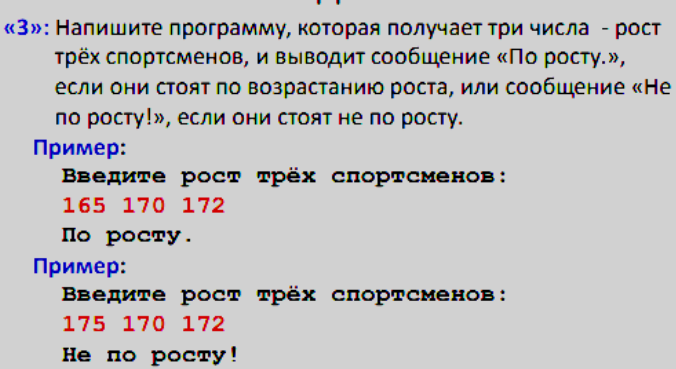 «3»: Напишите программу, которая получает три числа - рост
трёх спортсменов, и выводит сообщение «По росту.»,
если они стоят по возрастанию роста, или сообщение «Не
по росту!», если они стоят не по росту.
Пример:
Введите рост трёх спортсменов:
165 170 172
По росту.
Пример:
Введите рост трёх спортсменов:
175 170 172
Не по росту!